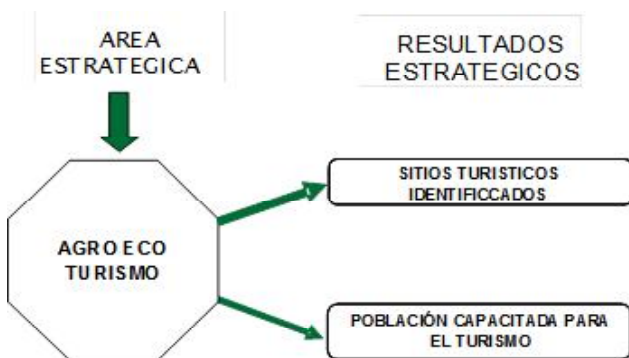 AREA
ESTRATEGICA
RESULTADOS
ESTRATEGICOS
AGRO ECO
TURISMO
SITIOS TURISTICOS
IDENTIFICCADOS
POBLACIÓN CAPACITADA PARA
EL TURISMO